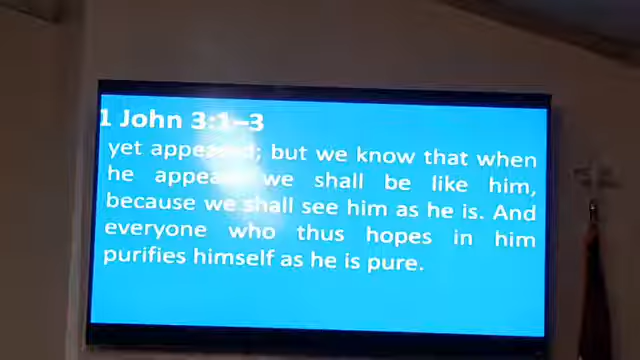 1 John 3:1–3
yet appeared; but we know that when
he appears we shall be like him,
because we shall see him as he is. And
everyone who thus hopes in him
purifies himself as he is pure.